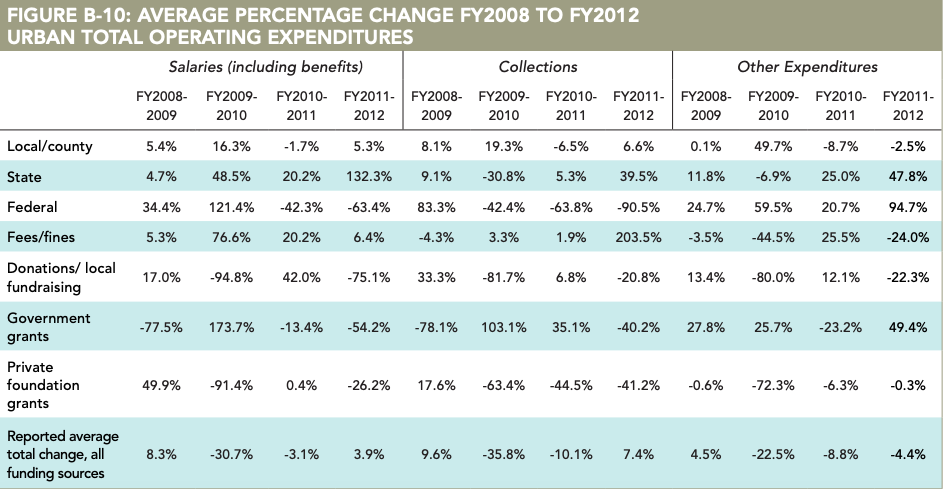 FIGURE B-10: AVERAGE PERCENTAGE CHANGE FY2008 TO FY2012
URBAN TOTAL OPERATING EXPENDITURES
Salaries (including benefits) Collections Other Expenditures
FY2008- FY2009- FY2010- FY2011- FY2008- FY2009- FY2010- FY2011- FY2008- FY2009- FY2010- FY2011-
2009 2010 2011 2012 2009 2010 2011 2012 2009 2010 2011 2012
Local/county 5.4% 16.3% -1.7% 5.3% 8.1% 19.3% -6.5% 6.6% 0.1% 49.7% -8.7% -2.5%
State 4.7% 48.5% 20.2% 132.3% 9.1% -30.8% 5.3% 39.5% 11.8% -6.9% 25.0% 47.8%
Federal 34.4% 121.4% -42.3% -63.4% 83.3% -42.4% -63.8% -90.5% 24.7% 59.5% 20.7% 94.7%
Fees/fines 5.3% 76.6% 20.2% 6.4% -4.3% 3.3% 1.9% 203.5% -3.5% -44.5% 25.5% -24.0%
Donations/ local
fundraising 17.0% -94.8% 42.0% -75.1% 33.3% -81.7% 6.8% -20.8% 13.4% -80.0% 12.1% -22.3%
Government
grants -77.5% 173.7% -13.4% -54.2% -78.1% 103.1% 35.1% -40.2% 27.8% 25.7% -23.2% 49.4%
Private
foundation 49.9% -91.4% 0.4% -26.2% 17.6% -63.4% -44.5% -41.2% -0.6% -72.3% -6.3% -0.3%
grants
Reported average
total change, all 8.3% -30.7% -3.1% 3.9% 9.6% -35.8% -10.1% 7.4% 4.5% -22.5% -8.8% -4.4%
funding sources